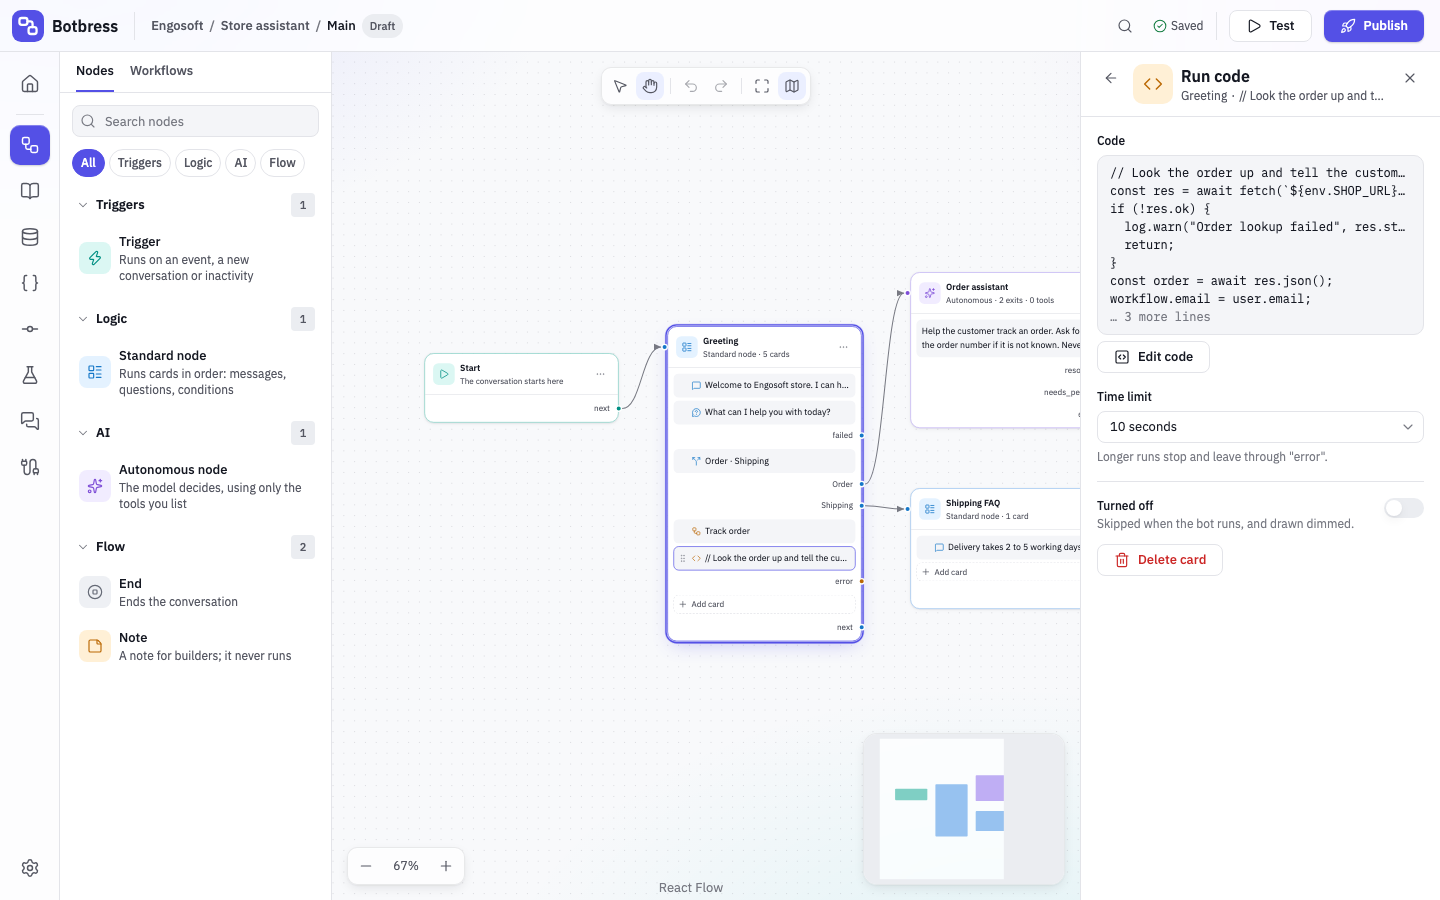 Botbress
Engosoft / Store assistant / Main Draft
Saved
Test
Publish
Nodes Workflows
Search nodes
All Triggers Logic AI Flow
Triggers 1
Trigger
Runs on an event, a new
conversation or inactivity
Logic 1
Standard node
Runs cards in order: messages,
questions, conditions
AI 1
Autonomous node
The model decides, using only the
tools you list
Flow 2
End
Ends the conversation
Note
A note for builders; it never runs
Start
The conversation starts here
next
Greeting
Standard node · 5 cards
Welcome to Engosoft store. I can h...
What can I help you with today?
failed
Order · Shipping
Order
Shipping
Track order
// Look the order up and tell the cu...
error
+ Add card
next
Order assistant
Autonomous · 2 exits · 0 tools
Help the customer track an order. Ask fo
the order number if it is not known. Neve
reso
needs_pe
Shipping FAQ
Standard node · 1 card
Delivery takes 2 to 5 working days
+ Add card
67%
React Flow
Run code
Greeting · // Look the order up and t...
Code
// Look the order up and tell the custom…
const res = await fetch(`${env.SHOP_URL}…
if (!res.ok) {
log.warn("Order lookup failed", res.st…
return;
}
const order = await res.json();
workflow.email = user.email;
… 3 more lines
Edit code
Time limit
10 seconds
Longer runs stop and leave through "error".
Turned off
Skipped when the bot runs, and drawn dimmed.
Delete card